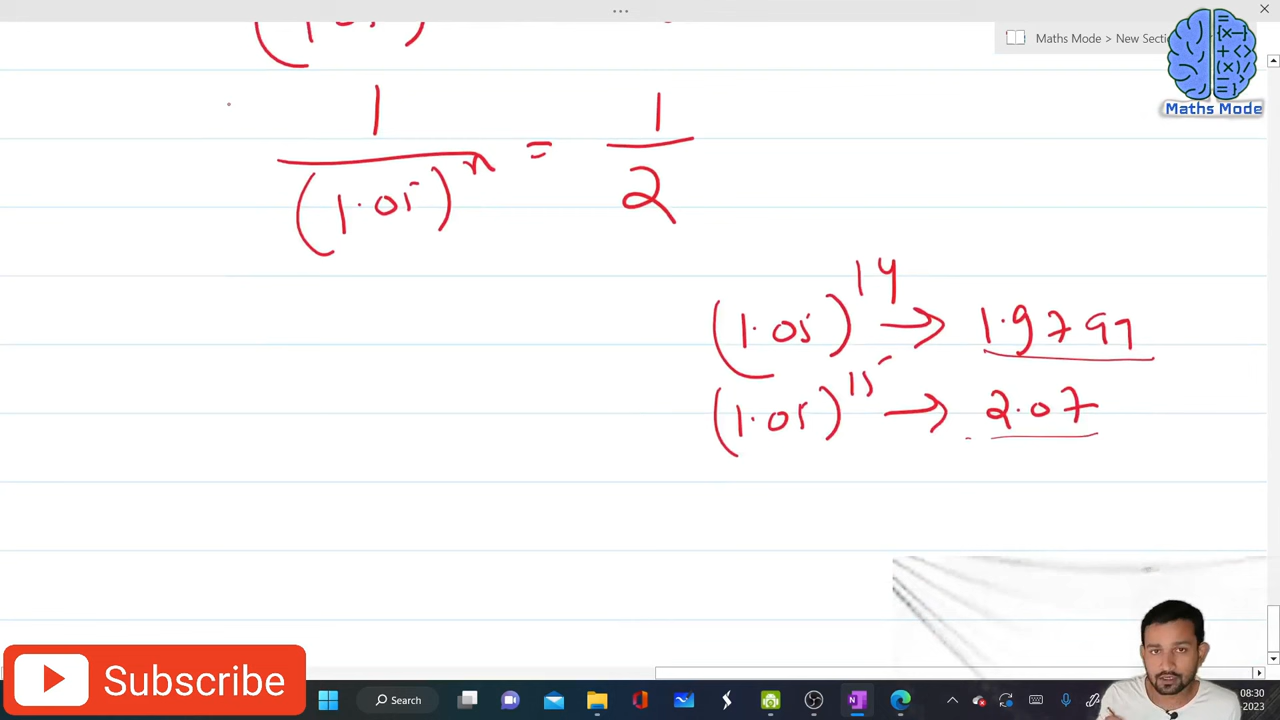 Maths Mode > New Secti
Maths Mode
1
(1.05)^n
=
1
2
(1.05)^14 → 1.9799
(1.05)^15 → 2.07
Subscribe
Search
08:30
2023